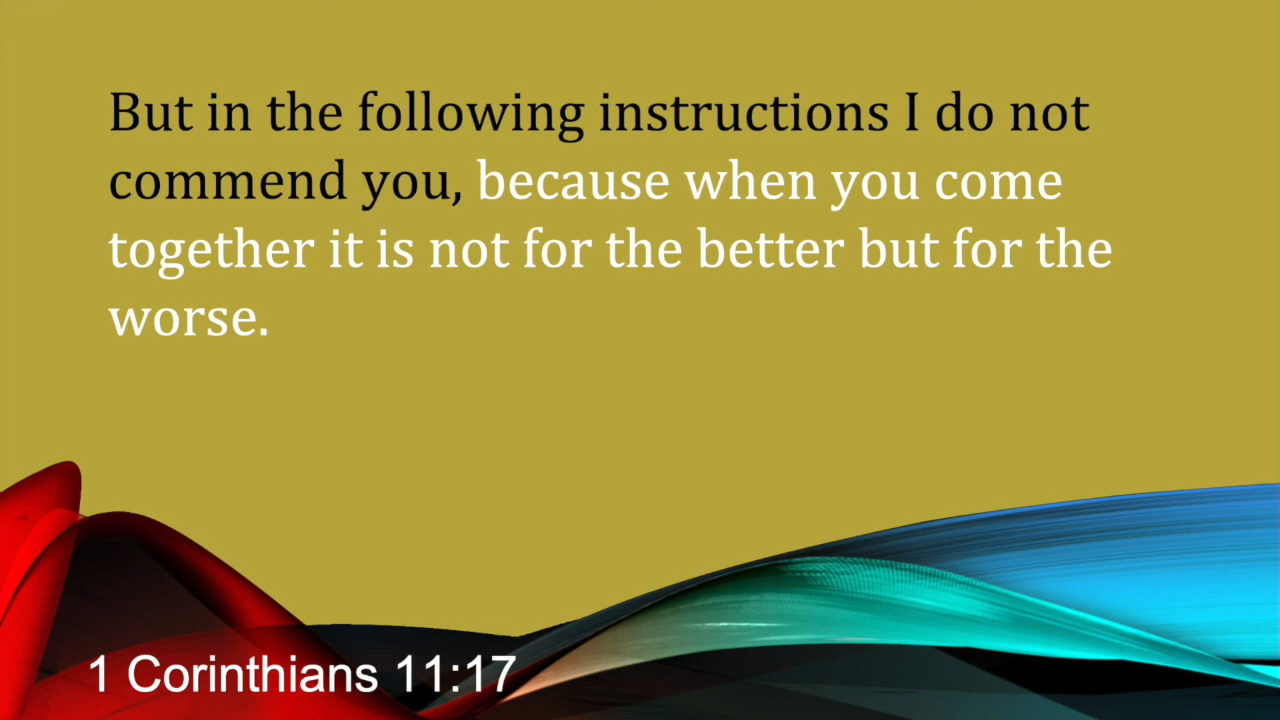 But in the following instructions I do not
commend you, because when you come
together it is not for the better but for the
worse.
1 Corinthians 11:17